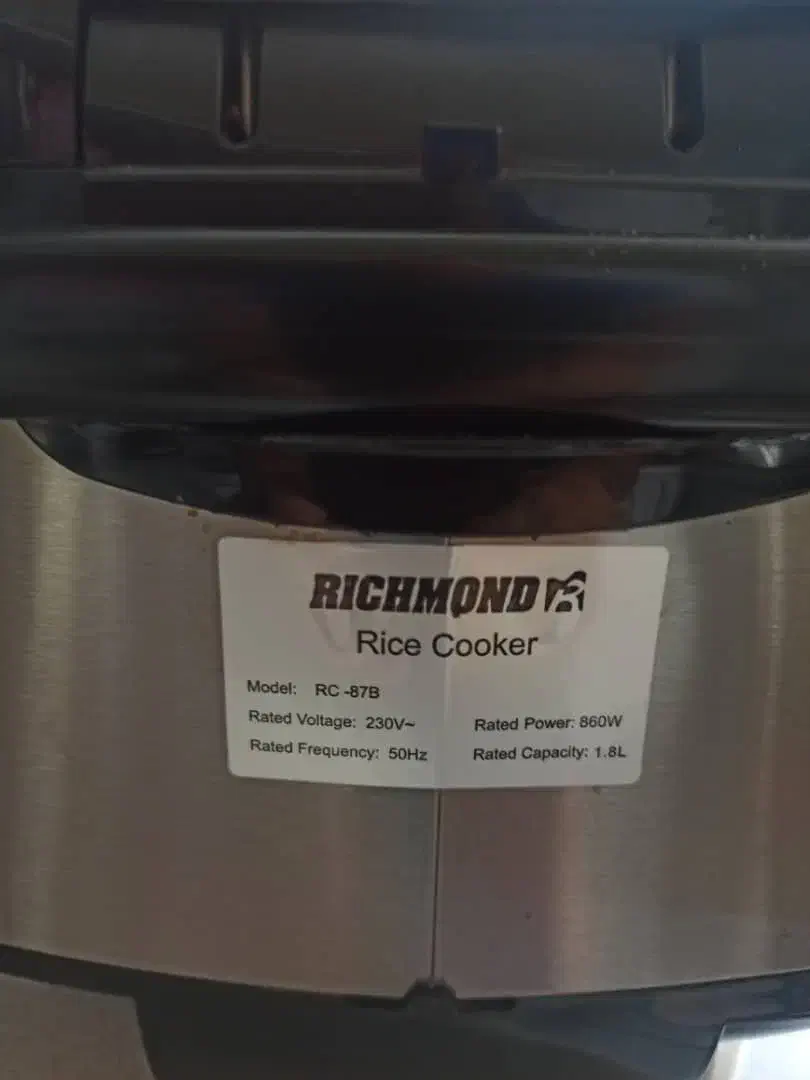 RICHMOND R
Rice Cooker
Model: RC -87B
Rated Voltage: 230V~ Rated Power: 860W
Rated Frequency: 50Hz Rated Capacity: 1.8L